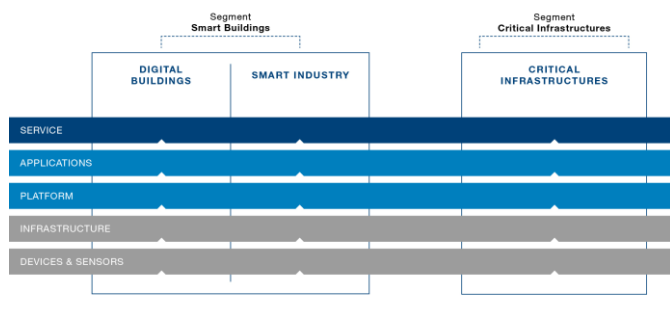 Segment
Smart Buildings
Segment
Critical Infrastructures
DIGITAL
BUILDINGS
SMART INDUSTRY
CRITICAL
INFRASTRUCTURES
SERVICE
APPLICATIONS
PLATFORM
INFRASTRUCTURE
DEVICES & SENSORS